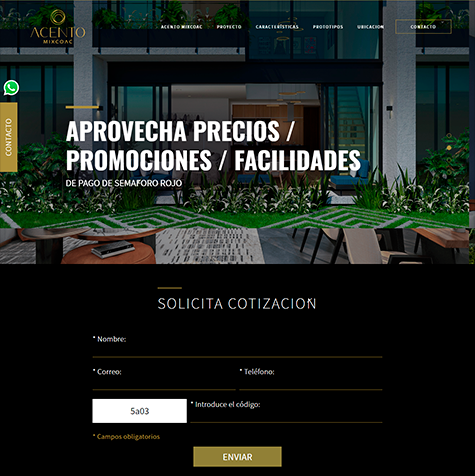 ACENTO
MIXCOAC
ACENTO MIXCOAC
PROYECTO
CARACTERÍSTICAS
PROTOTIPOS
UBICACION
CONTACTO
CONTACTO
APROVECHA PRECIOS /
PROMOCIONES / FACILIDADES
DE PAGO DE SEMAFORO ROJO
SOLICITA COTIZACION
* Nombre:
* Correo:
* Teléfono:
5a03
* Introduce el código:
* Campos obligatorios
ENVIAR